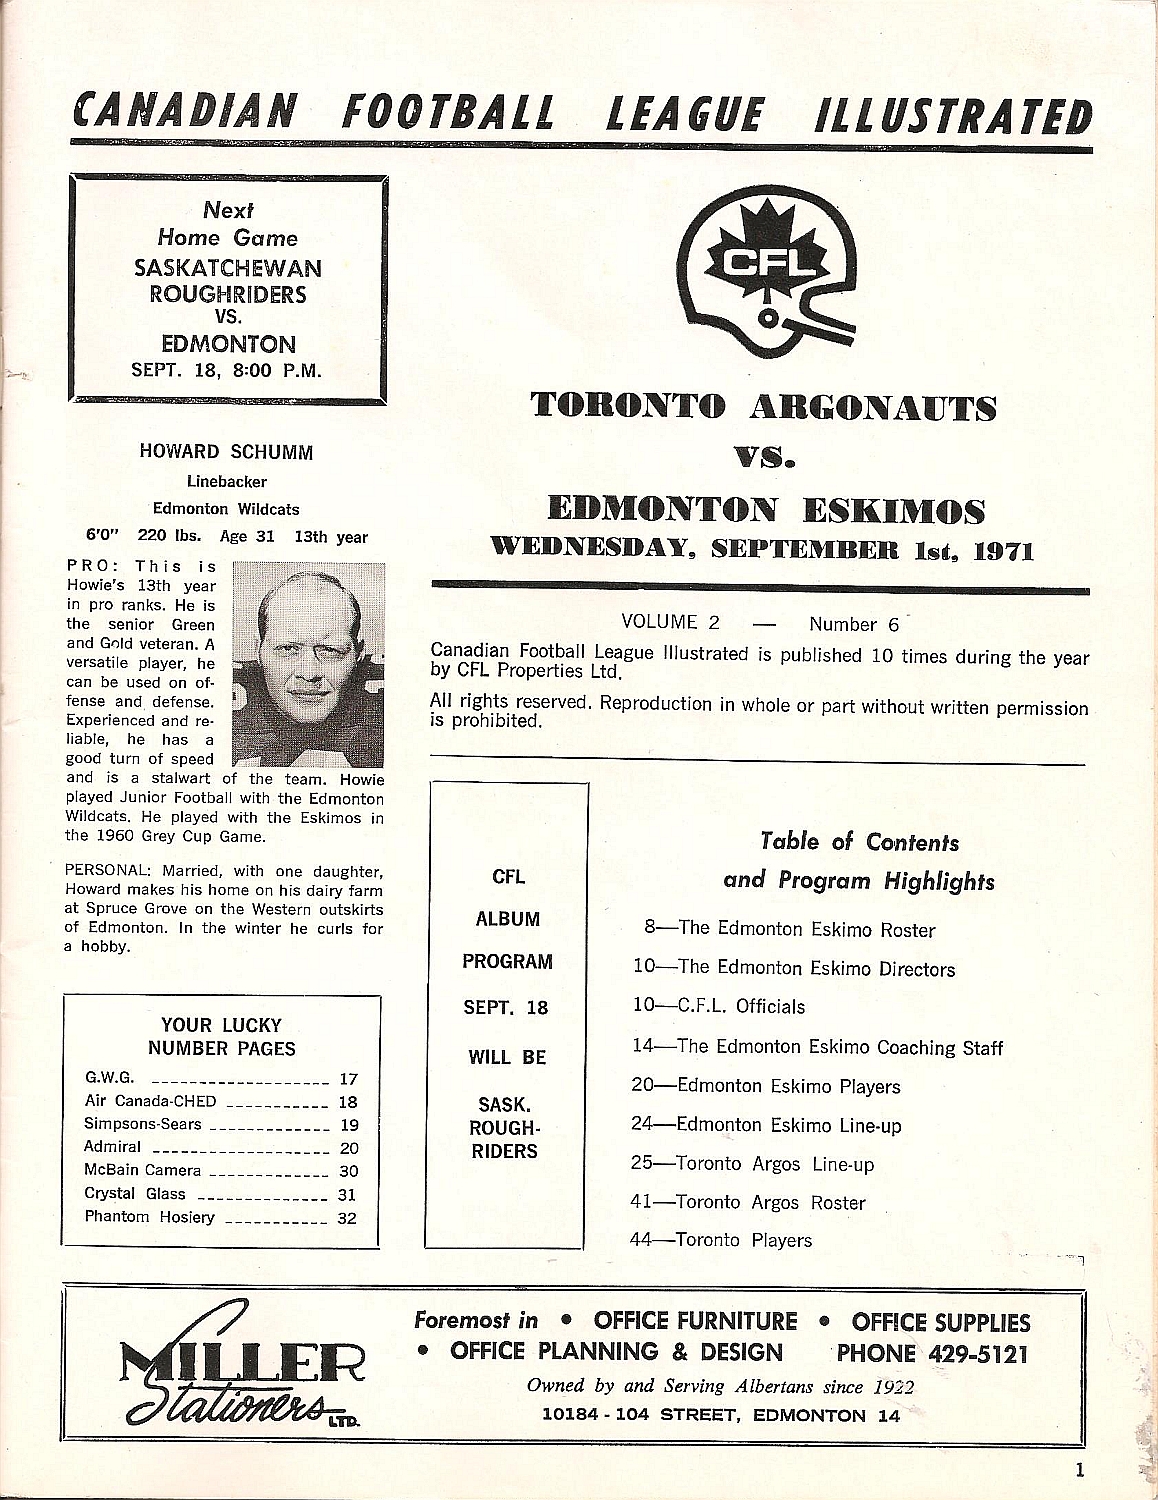 CANADIAN FOOTBALL LEAGUE ILLUSTRATED
Next
Home Game
SASKATCHEWAN
ROUGHRIDERS
VS.
EDMONTON
SEPT. 18, 8:00 P.M.
HOWARD SCHUMM
Linebacker
Edmonton Wildcats
6'0" 220 lbs. Age 31 13th year
PRO: This is
Howie's 13th year
in pro ranks. He is
the senior Green
and Gold veteran. A
versatile player, he
can be used on of-
fense and defense.
Experienced and re-
liable, he has a
good turn of speed
and is a stalwart of the team. Howie
played Junior Football with the Edmonton
Wildcats. He played with the Eskimos in
the 1960 Grey Cup Game.
PERSONAL: Married, with one daughter,
Howard makes his home on his dairy farm
at Spruce Grove on the Western outskirts
of Edmonton. In the winter he curls for
a hobby.
YOUR LUCKY
NUMBER PAGES
G.W.G. ------------------- 17
Air Canada-CHED ----------- 18
Simpsons-Sears ------------- 19
Admiral ------------------- 20
McBain Camera ------------- 30
Crystal Glass -------------- 31
Phantom Hosiery ----------- 32
CFL
TORONTO ARGONAUTS
VS.
EDMONTON ESKIMOS
WEDNESDAY, SEPTEMBER 1st, 1971
VOLUME 2 — Number 6
Canadian Football League Illustrated is published 10 times during the year
by CFL Properties Ltd.
All rights reserved. Reproduction in whole or part without written permission
is prohibited.
CFL
ALBUM
PROGRAM
SEPT. 18
WILL BE
SASK.
ROUGH-
RIDERS
Table of Contents
and Program Highlights
8—The Edmonton Eskimo Roster
10—The Edmonton Eskimo Directors
10—C.F.L. Officials
14—The Edmonton Eskimo Coaching Staff
20—Edmonton Eskimo Players
24—Edmonton Eskimo Line-up
25—Toronto Argos Line-up
41—Toronto Argos Roster
44—Toronto Players
MILLER
Stationers LTD.
Foremost in • OFFICE FURNITURE • OFFICE SUPPLIES
• OFFICE PLANNING & DESIGN PHONE 429-5121
Owned by and Serving Albertans since 1922
10184 - 104 STREET, EDMONTON 14
1